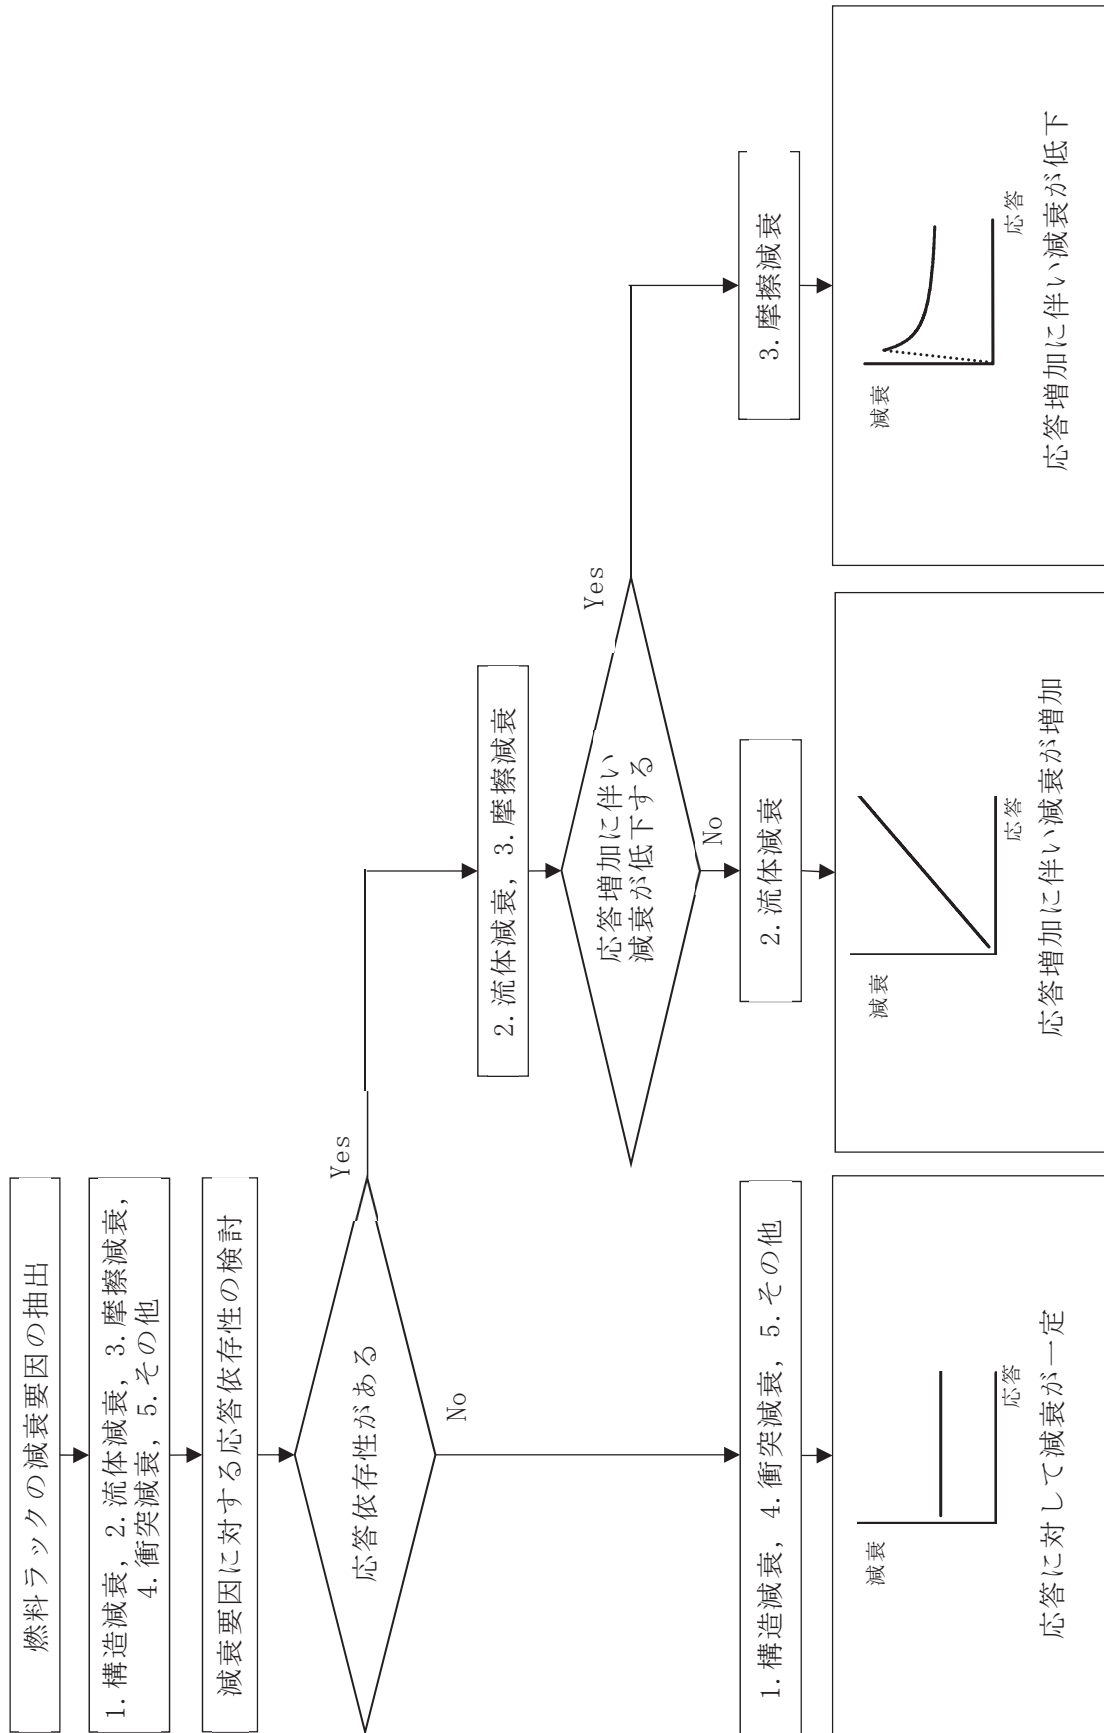 燃料ラックの減衰要因の抽出
1.構造減衰，2.流体減衰，3.摩擦減衰，
4.衝突減衰，5.その他
減衰要因に対する応答依存性の検討
応答依存性がある
Yes
No
2.流体減衰，3.摩擦減衰
応答増加に伴い
減衰が低下する
Yes
No
1.構造減衰，4.衝突減衰，5.その他
2.流体減衰
3.摩擦減衰
減衰
応答
応答に対して減衰が一定
減衰
応答
応答増加に伴い減衰が増加
減衰
応答
応答増加に伴い減衰が低下